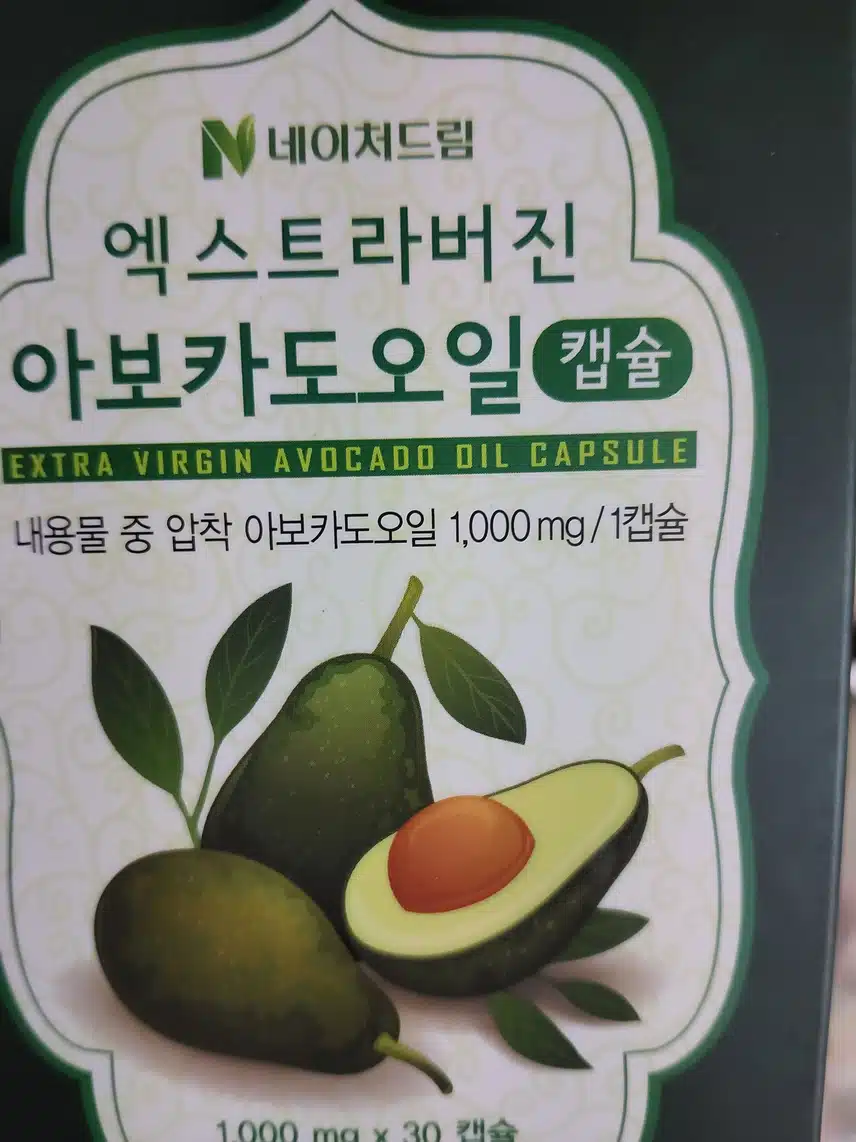 네이처드림
엑스트라버진
아보카도오일 캡슐
EXTRA VIRGIN AVOCADO OIL CAPSULE
내용물 중 압착 아보카도오일 1,000mg/1캡슐
1,000 mg x 30 캡슐